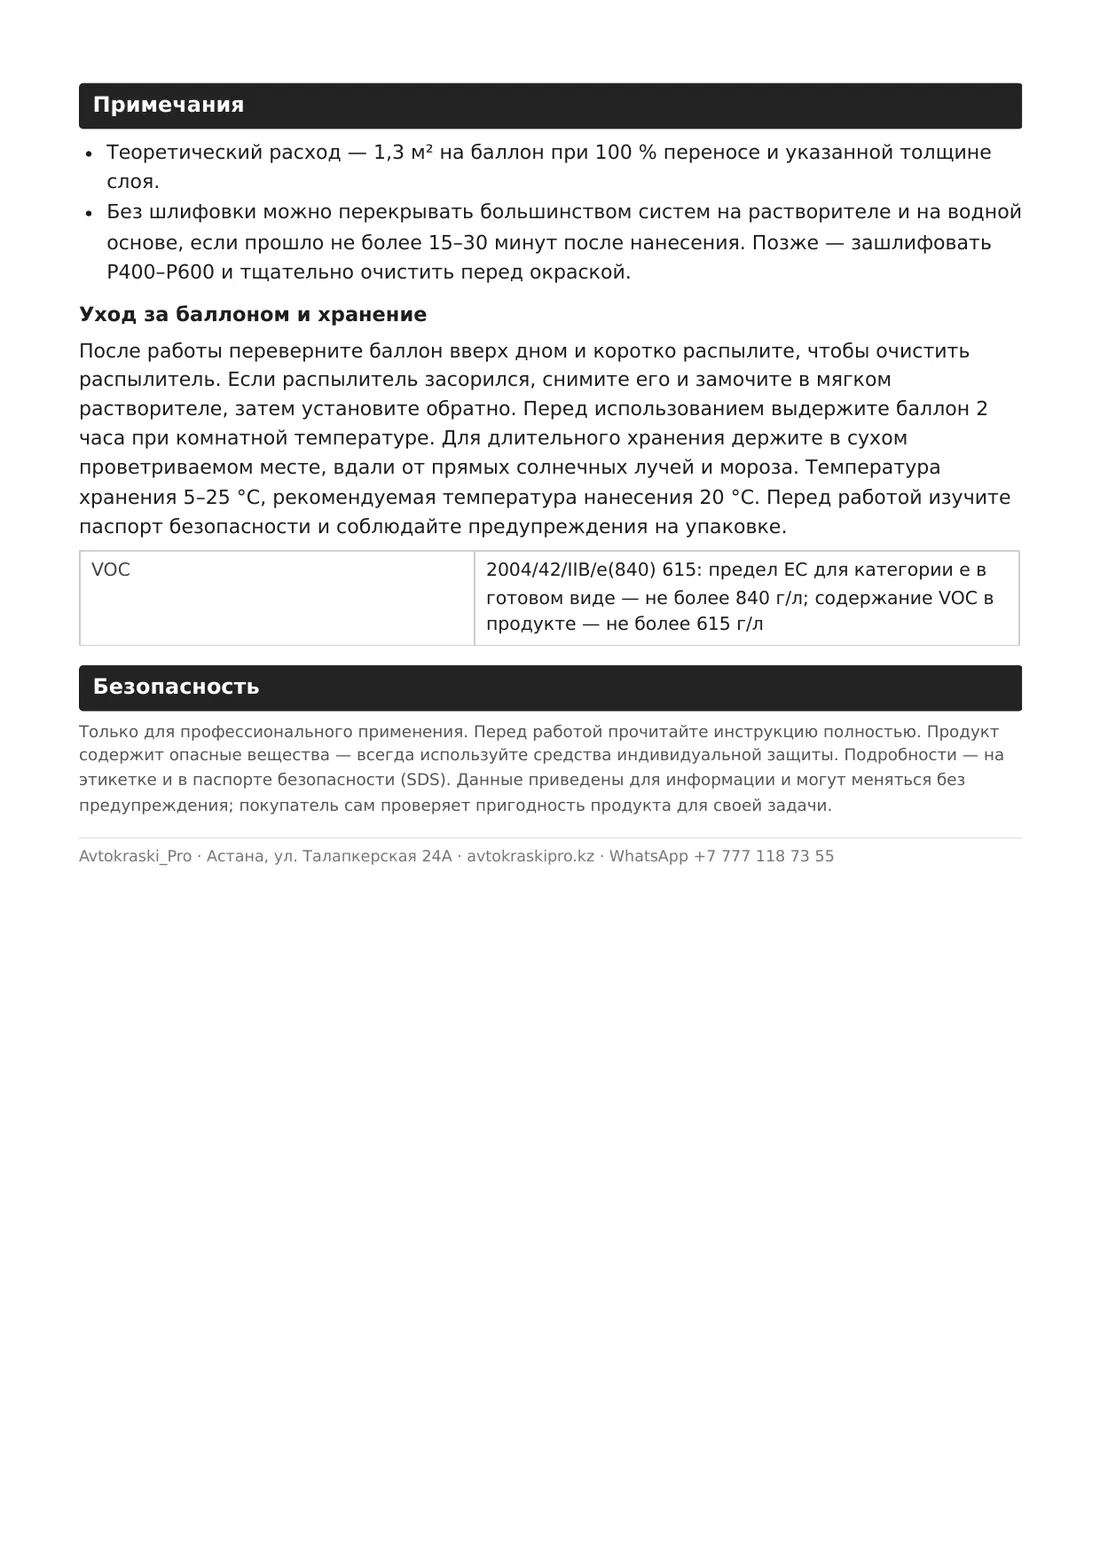 Примечания
• Теоретический расход — 1,3 м² на баллон при 100 % переносе и указанной толщине
слоя.
• Без шлифовки можно перекрывать большинством систем на растворителе и на водной
основе, если прошло не более 15–30 минут после нанесения. Позже — зашлифовать
P400–P600 и тщательно очистить перед окраской.
Уход за баллоном и хранение
После работы переверните баллон вверх дном и коротко распылите, чтобы очистить
распылитель. Если распылитель засорился, снимите его и замочите в мягком
растворителе, затем установите обратно. Перед использованием выдержите баллон 2
часа при комнатной температуре. Для длительного хранения держите в сухом
проветриваемом месте, вдали от прямых солнечных лучей и мороза. Температура
хранения 5–25 °C, рекомендуемая температура нанесения 20 °C. Перед работой изучите
паспорт безопасности и соблюдайте предупреждения на упаковке.
VOC
2004/42/IIB/e(840) 615: предел ЕС для категории e в
готовом виде — не более 840 г/л; содержание VOC в
продукте — не более 615 г/л
Безопасность
Только для профессионального применения. Перед работой прочитайте инструкцию полностью. Продукт
содержит опасные вещества — всегда используйте средства индивидуальной защиты. Подробности — на
этикетке и в паспорте безопасности (SDS). Данные приведены для информации и могут меняться без
предупреждения; покупатель сам проверяет пригодность продукта для своей задачи.
Avtokraski_Pro · Астана, ул. Талапкерская 24А · avtokraskipro.kz · WhatsApp +7 777 118 73 55